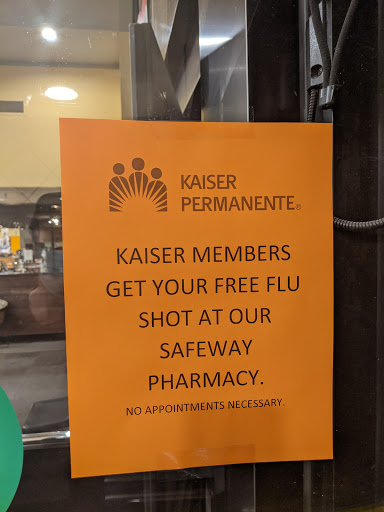 KAISER
PERMANENTE®
KAISER MEMBERS
GET YOUR FREE FLU
SHOT AT OUR
SAFEWAY
PHARMACY.
NO APPOINTMENTS NECESSARY.